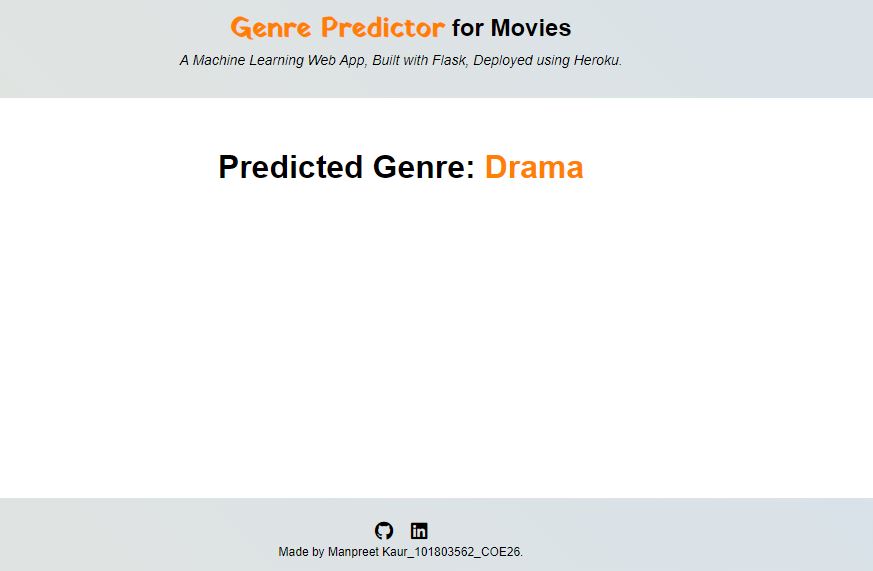 Genre Predictor for Movies
A Machine Learning Web App, Built with Flask, Deployed using Heroku.
Predicted Genre: Drama
in
Made by Manpreet Kaur_101803562_COE26.